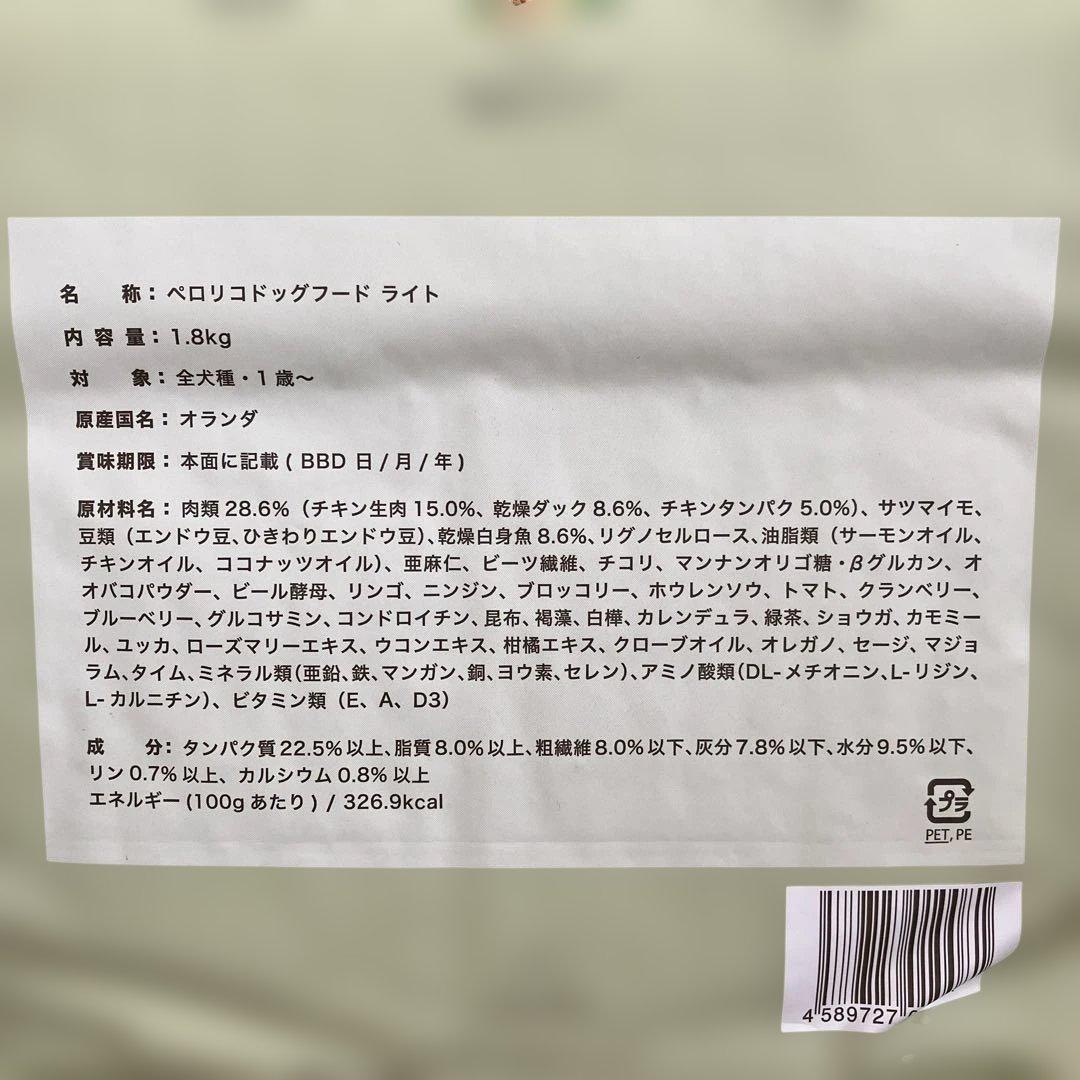 名　　称：ペロリコドッグフード ライト
内 容 量：1.8kg
対　　象：全犬種・1 歳〜
原産国名：オランダ
賞味期限：本面に記載 ( BBD 日 / 月 / 年 )
原材料名：肉類 28.6%（チキン生肉 15.0%、乾燥ダック 8.6%、チキンタンパク 5.0%）、サツマイモ、
豆類（エンドウ豆、ひきわりエンドウ豆）、乾燥白身魚 8.6%、リグノセルロース、油脂類（サーモンオイル、
チキンオイル、ココナッツオイル）、亜麻仁、ビーツ繊維、チコリ、マンナンオリゴ糖・βグルカン、オ
オバコパウダー、ビール酵母、リンゴ、ニンジン、ブロッコリー、ホウレンソウ、トマト、クランベリー、
ブルーベリー、グルコサミン、コンドロイチン、昆布、褐藻、白樺、カレンデュラ、緑茶、ショウガ、カモミー
ル、ユッカ、ローズマリーエキス、ウコンエキス、柑橘エキス、クローブオイル、オレガノ、セージ、マジョ
ラム、タイム、ミネラル類（亜鉛、鉄、マンガン、銅、ヨウ素、セレン）、アミノ酸類（DL- メチオニン、L- リジン、
L- カルニチン）、ビタミン類（E、A、D3）
成　　分：タンパク質 22.5% 以上、脂質 8.0% 以上、粗繊維 8.0% 以下、灰分 7.8% 以下、水分 9.5% 以下、
リン 0.7% 以上、カルシウム 0.8% 以上
エネルギー (100g あたり ) / 326.9kcal
プラ
PET, PE
4 589727